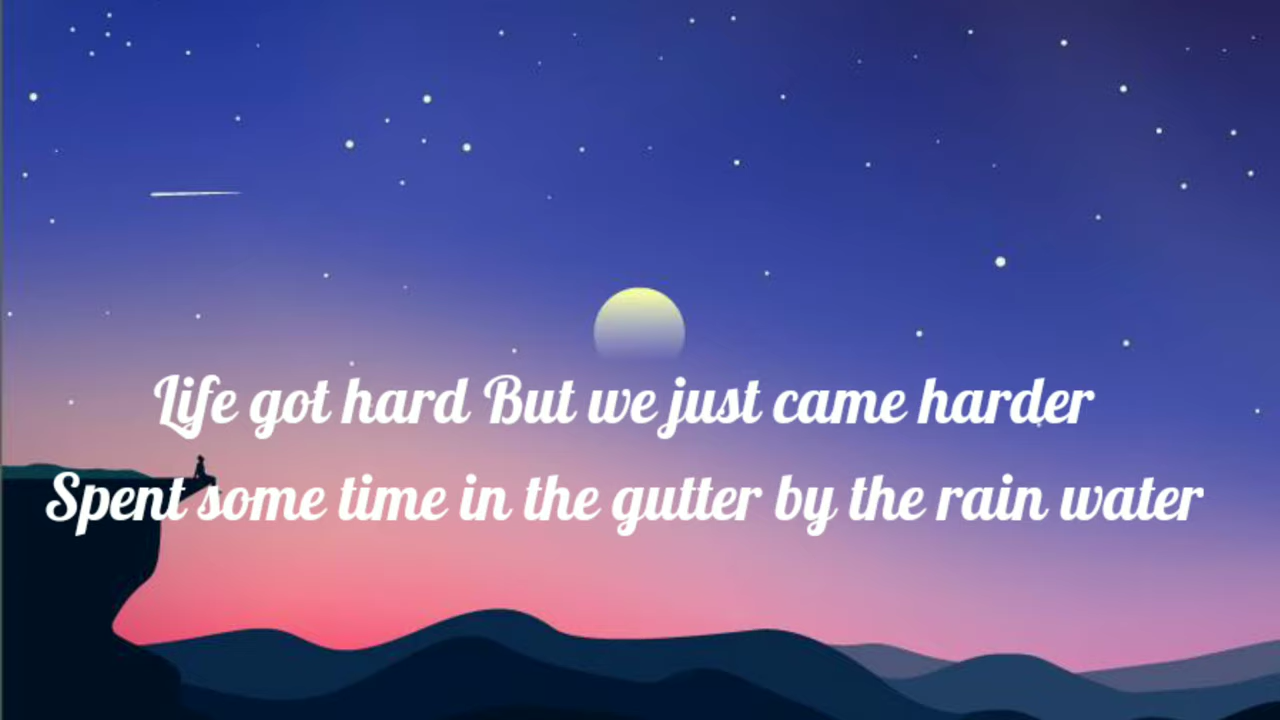 Life got hard But we just came harder
Spent some time in the gutter by the rain water